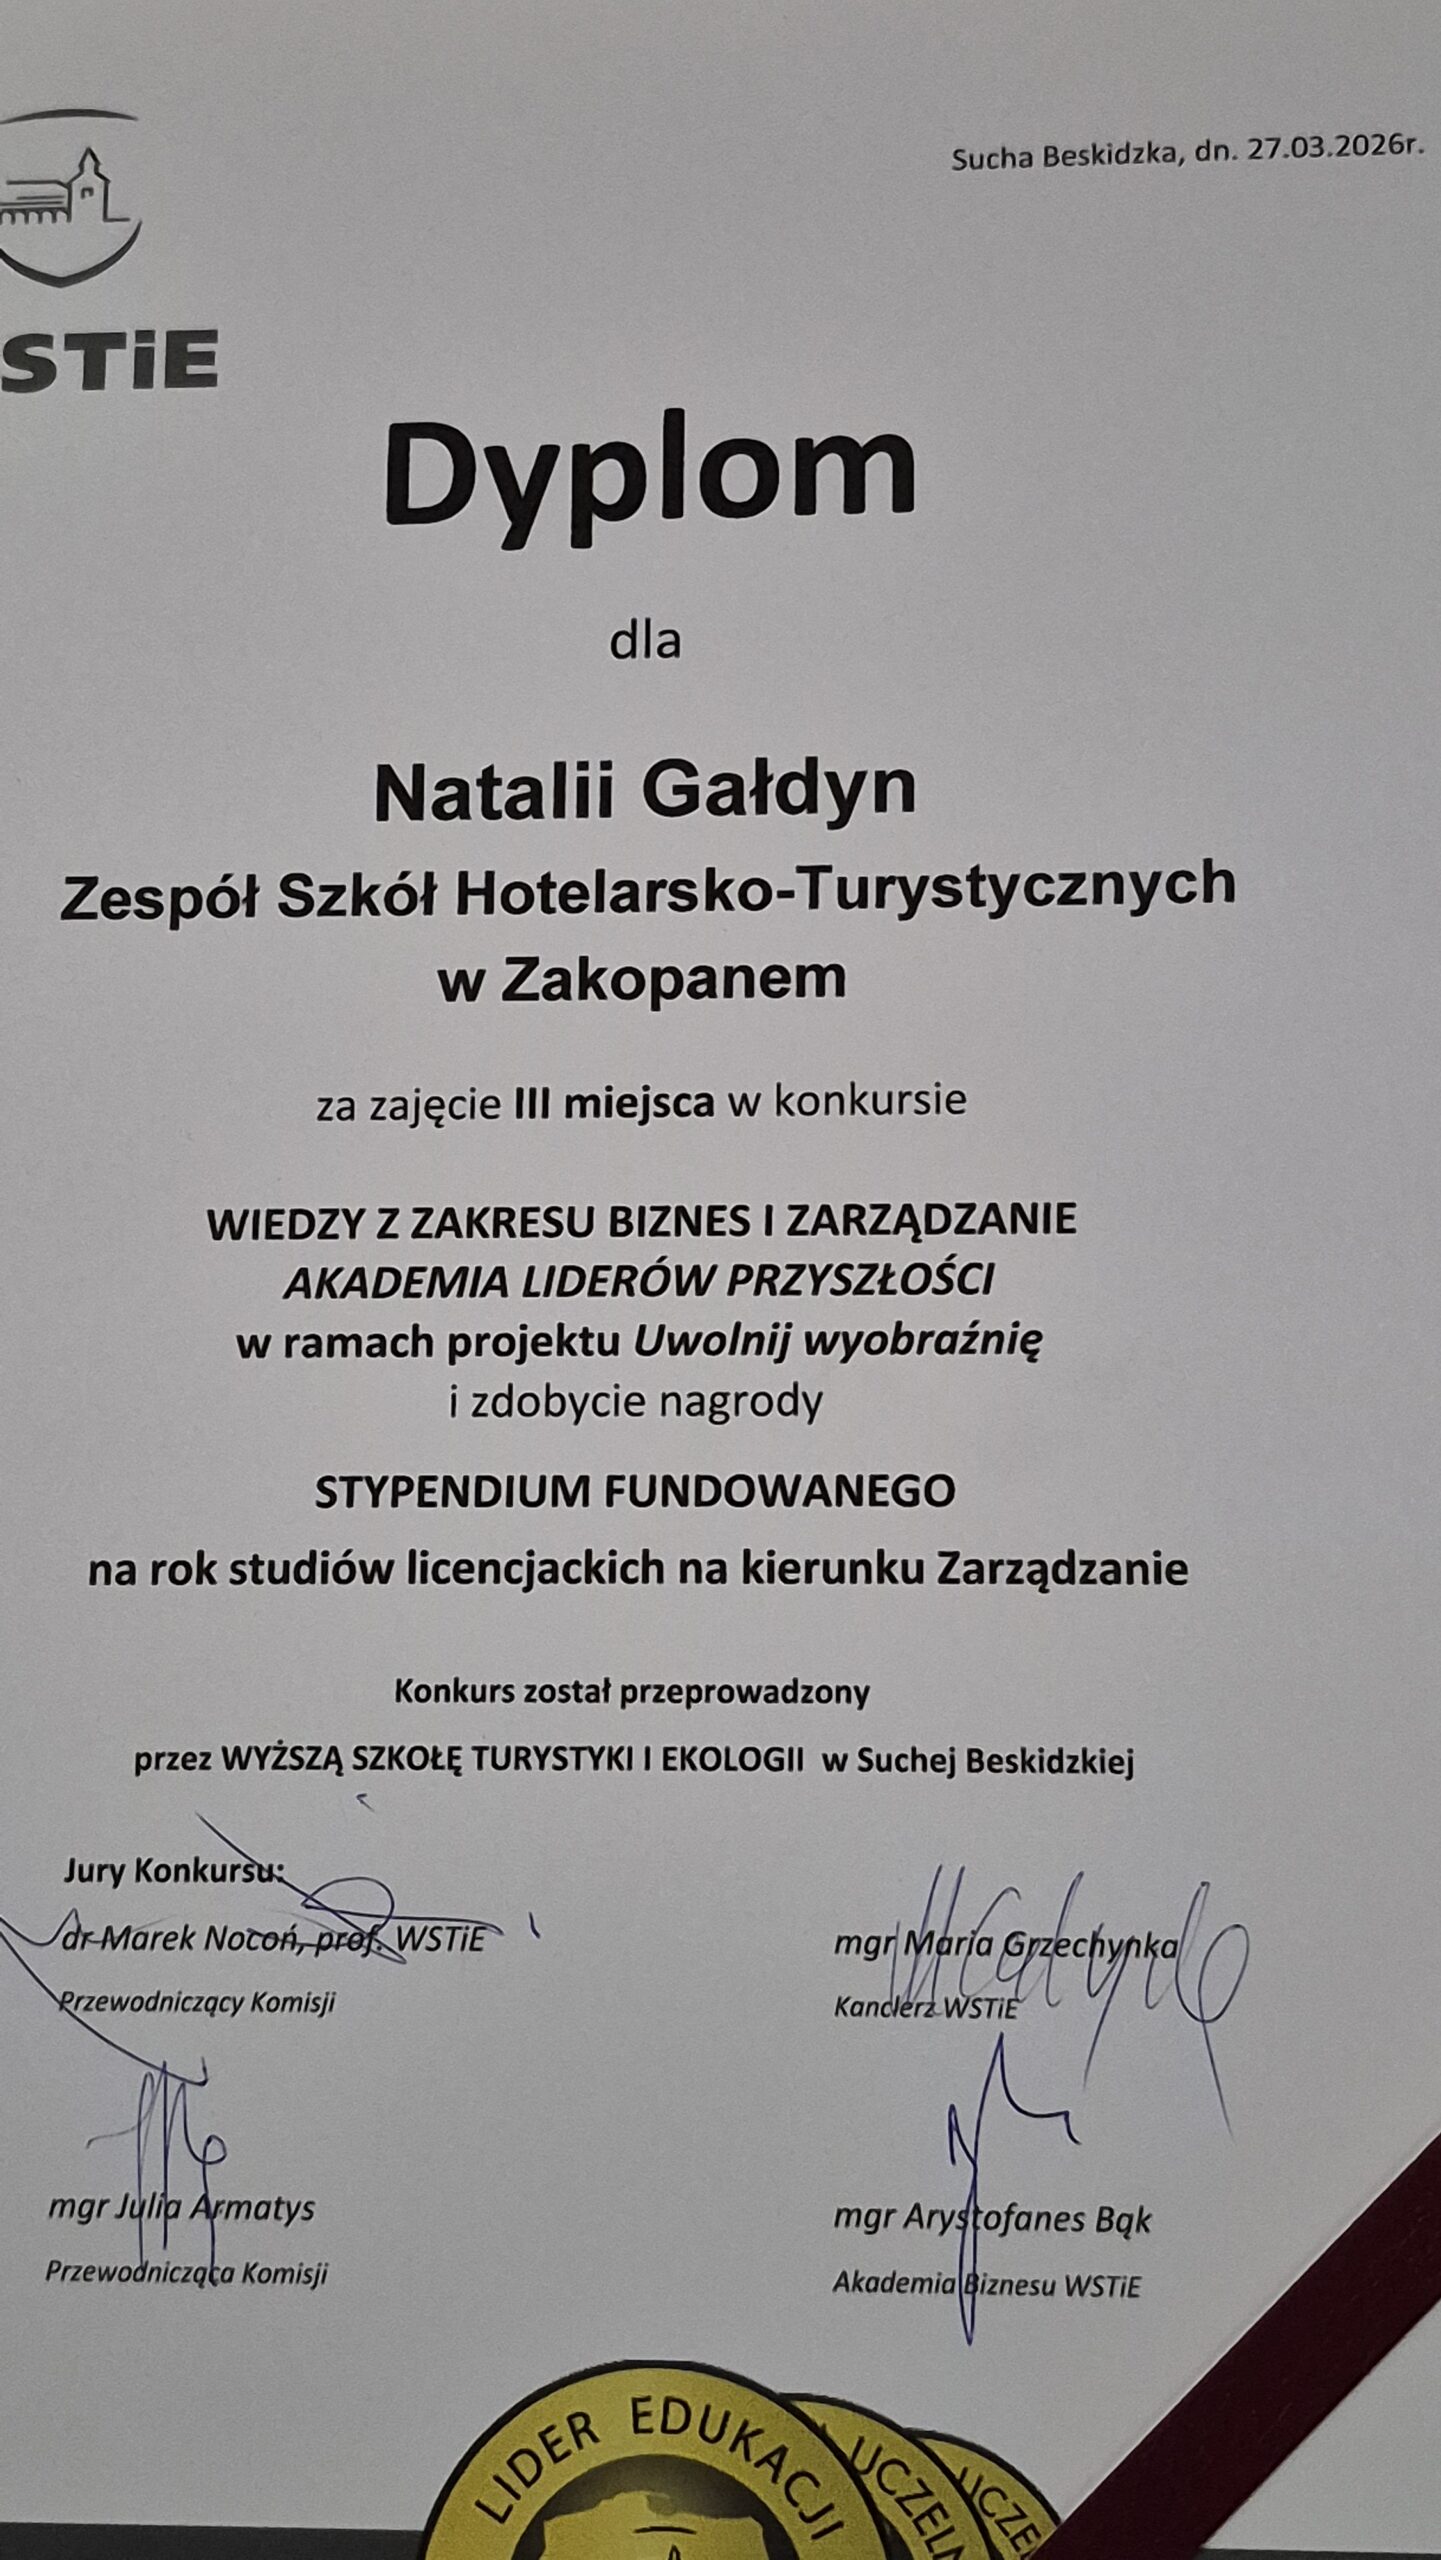 Sucha Beskidzka, dn. 27.03.2026r.
STiE
Dyplom
dla
Natalii Gałdyn
Zespół Szkół Hotelarsko-Turystycznych
w Zakopanem
za zajęcie III miejsca w konkursie
WIEDZY Z ZAKRESU BIZNES I ZARZĄDZANIE
AKADEMIA LIDERÓW PRZYSZŁOŚCI
w ramach projektu Uwolnij wyobraźnię
i zdobycie nagrody
STYPENDIUM FUNDOWANEGO
na rok studiów licencjackich na kierunku Zarządzanie
Konkurs został przeprowadzony
przez WYŻSZĄ SZKOŁĘ TURYSTYKI I EKOLOGII w Suchej Beskidzkiej
Jury Konkursu:
dr Marek Nocoń, prof. WSTiE
Przewodniczący Komisji
mgr Maria Grzechynka
Kanclerz WSTiE
mgr Julia Armatys
Przewodnicząca Komisji
mgr Arystofanes Bąk
Akademia Biznesu WSTiE
LIDER EDUKACJI
UCZELN
UCZE